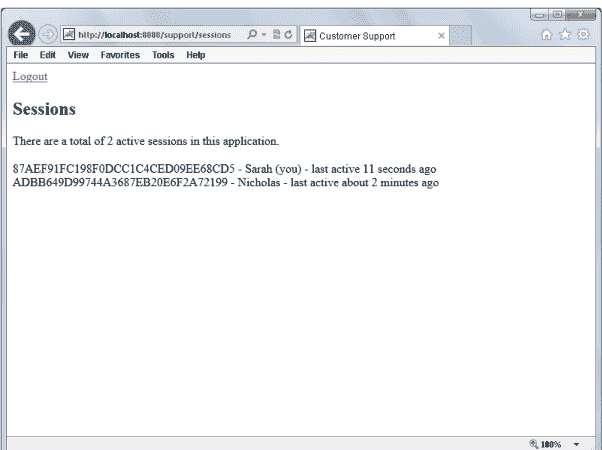 http://localhost:8080/support/sessions
Customer Support
File Edit View Favorites Tools Help
Logout
Sessions
There are a total of 2 active sessions in this application.
87AEF91FC198F0DCC1C4CED09EE68CD5 - Sarah (you) - last active 11 seconds ago
ADBB649D99744A3687EB20E6F2A72199 - Nicholas - last active about 2 minutes ago
100%